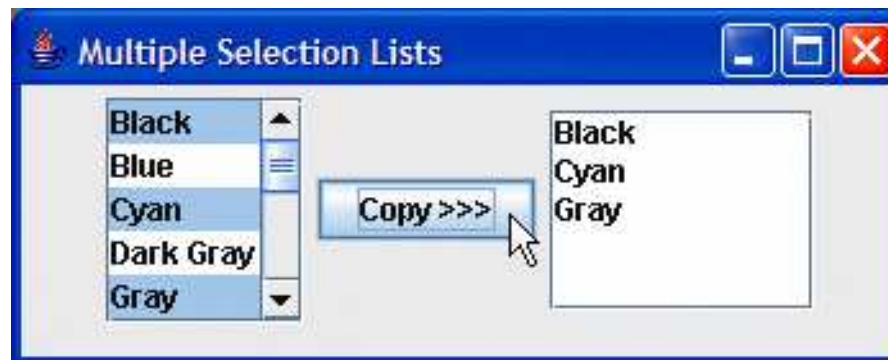 Multiple Selection Lists
Black
Blue
Cyan
Dark Gray
Gray
Copy >>>
Black
Cyan
Gray